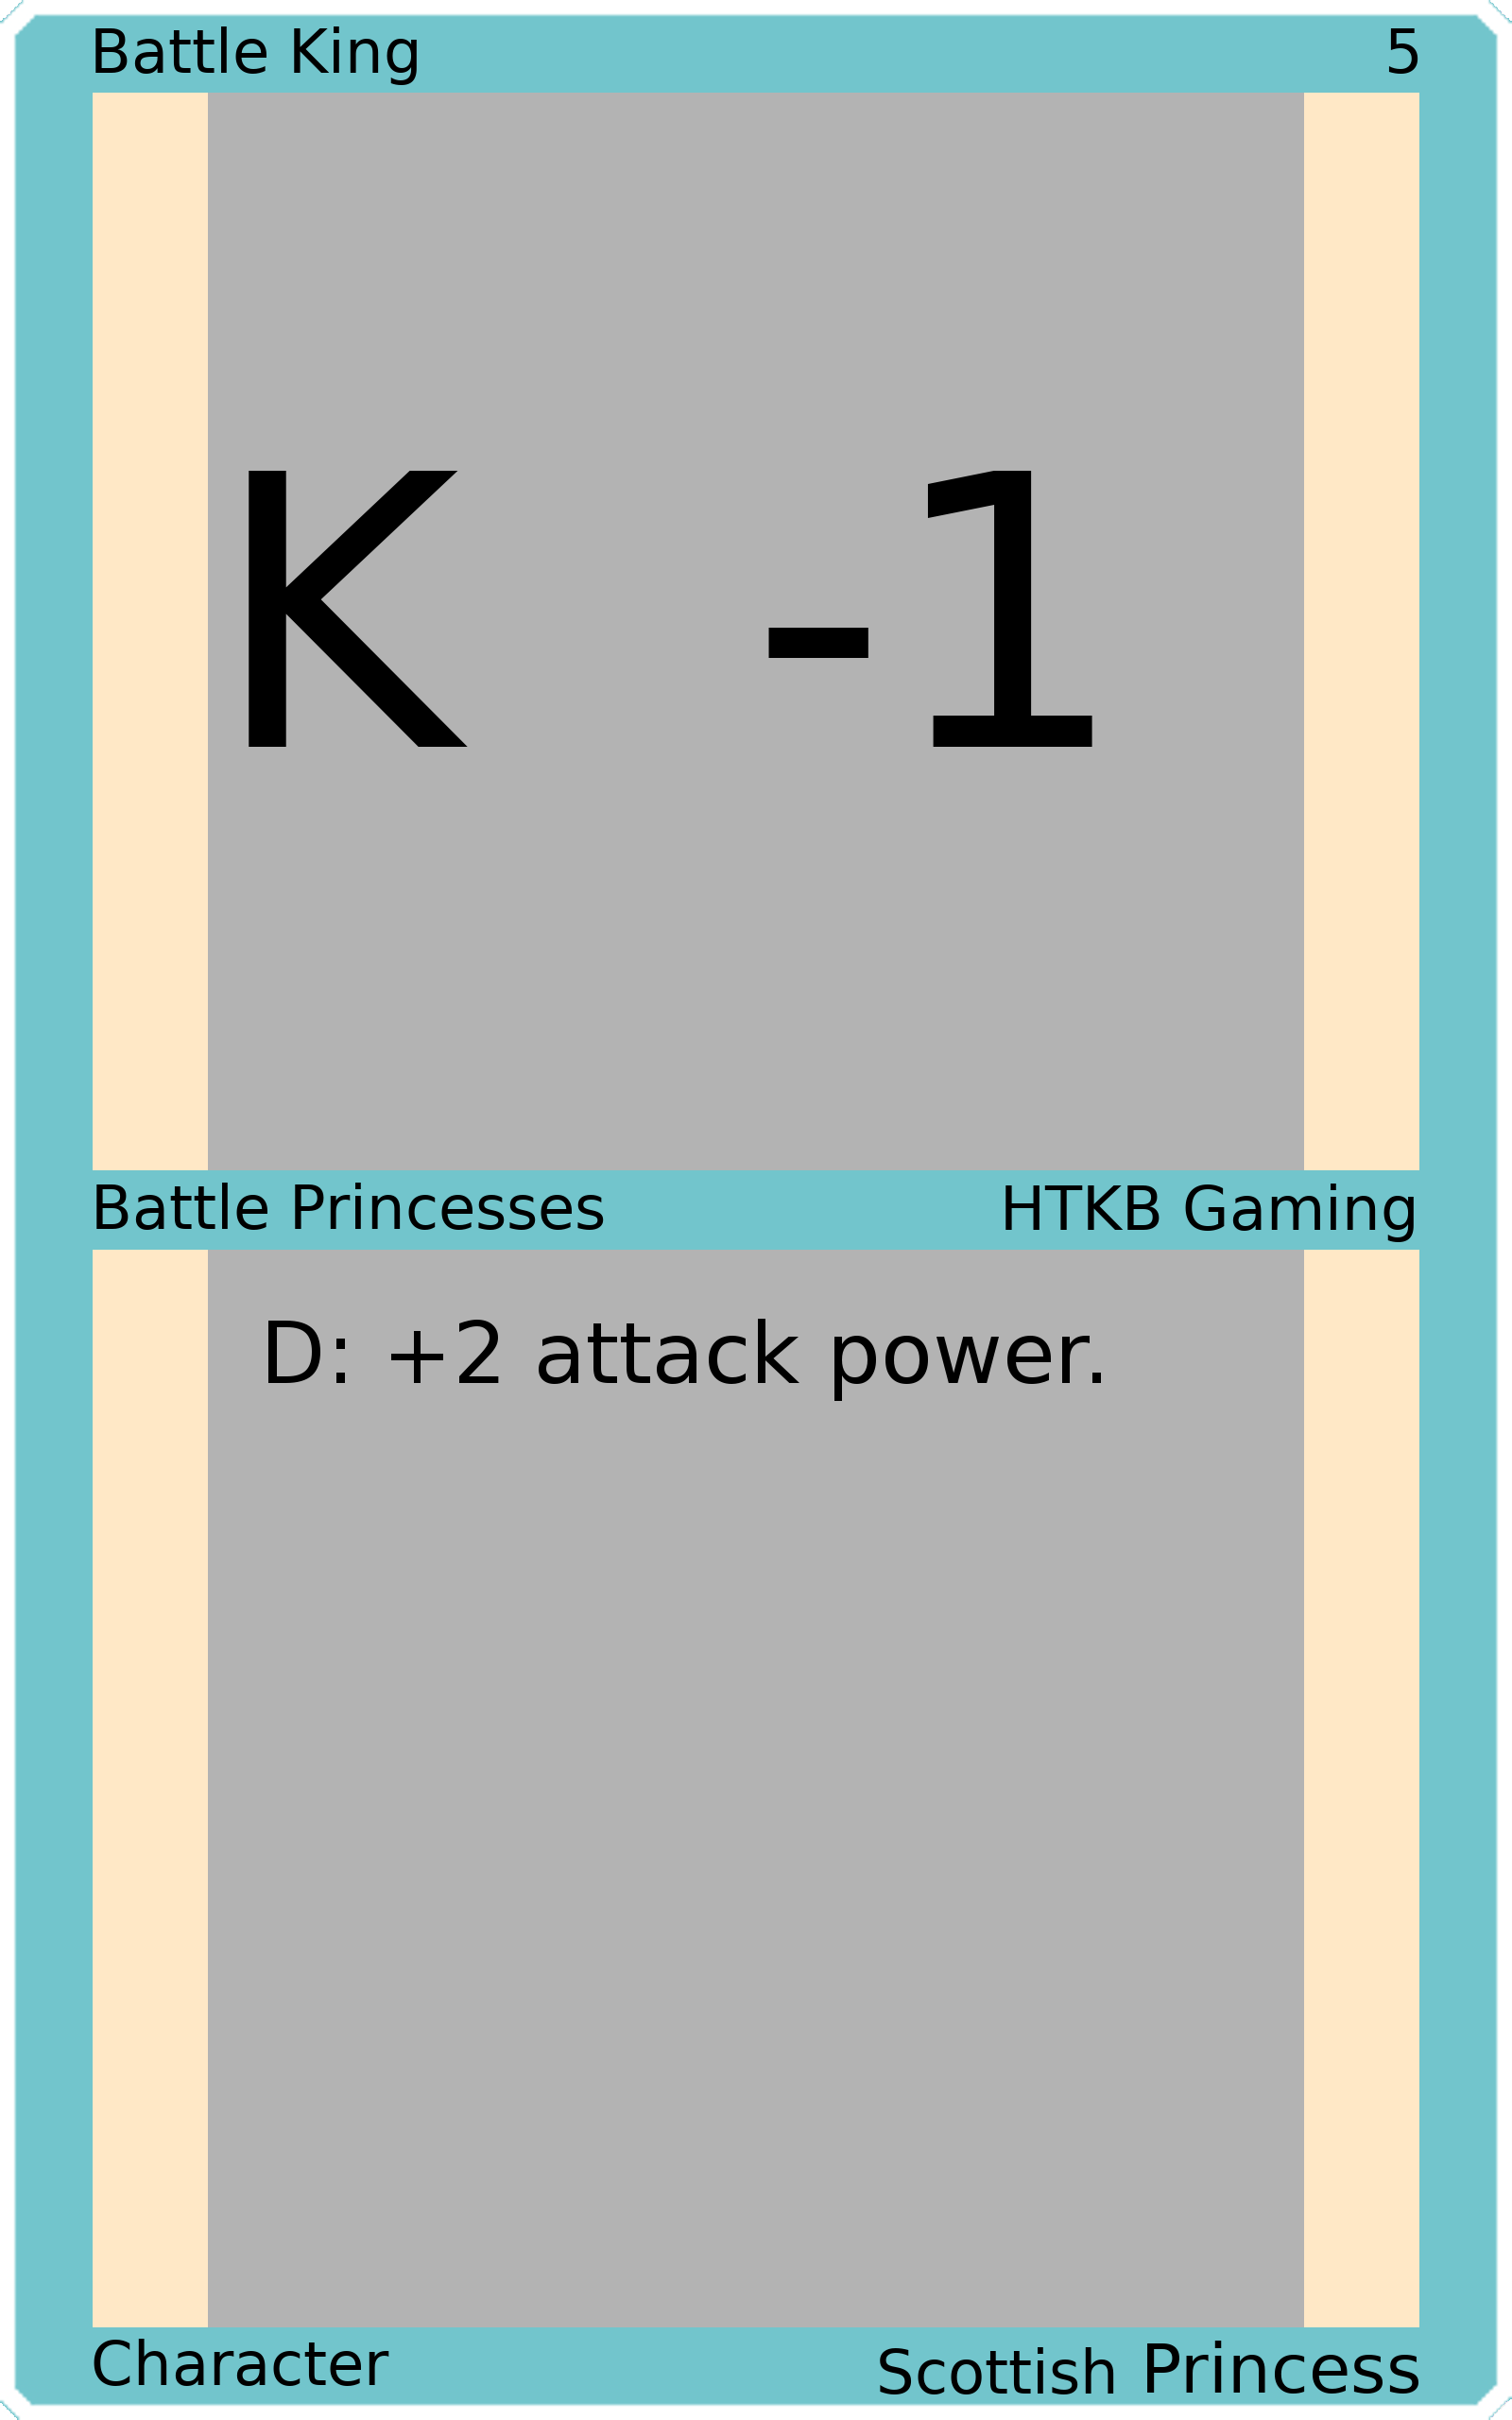 Battle King 5
K -1
Battle Princesses HTKB Gaming
D: +2 attack power.
Character Scottish Princess